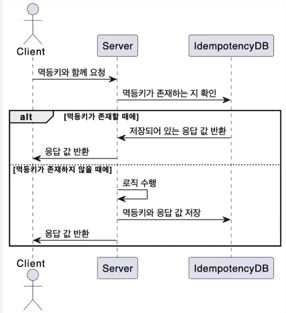 Client
Server
IdempotencyDB
멱등키와 함께 요청
멱등키가 존재하는 지 확인
alt
[멱등키가 존재할 때에]
저장되어 있는 응답 값 반환
응답 값 반환
[멱등키가 존재하지 않을 때에]
로직 수행
멱등키와 응답 값 저장
응답 값 반환
Client
Server
IdempotencyDB